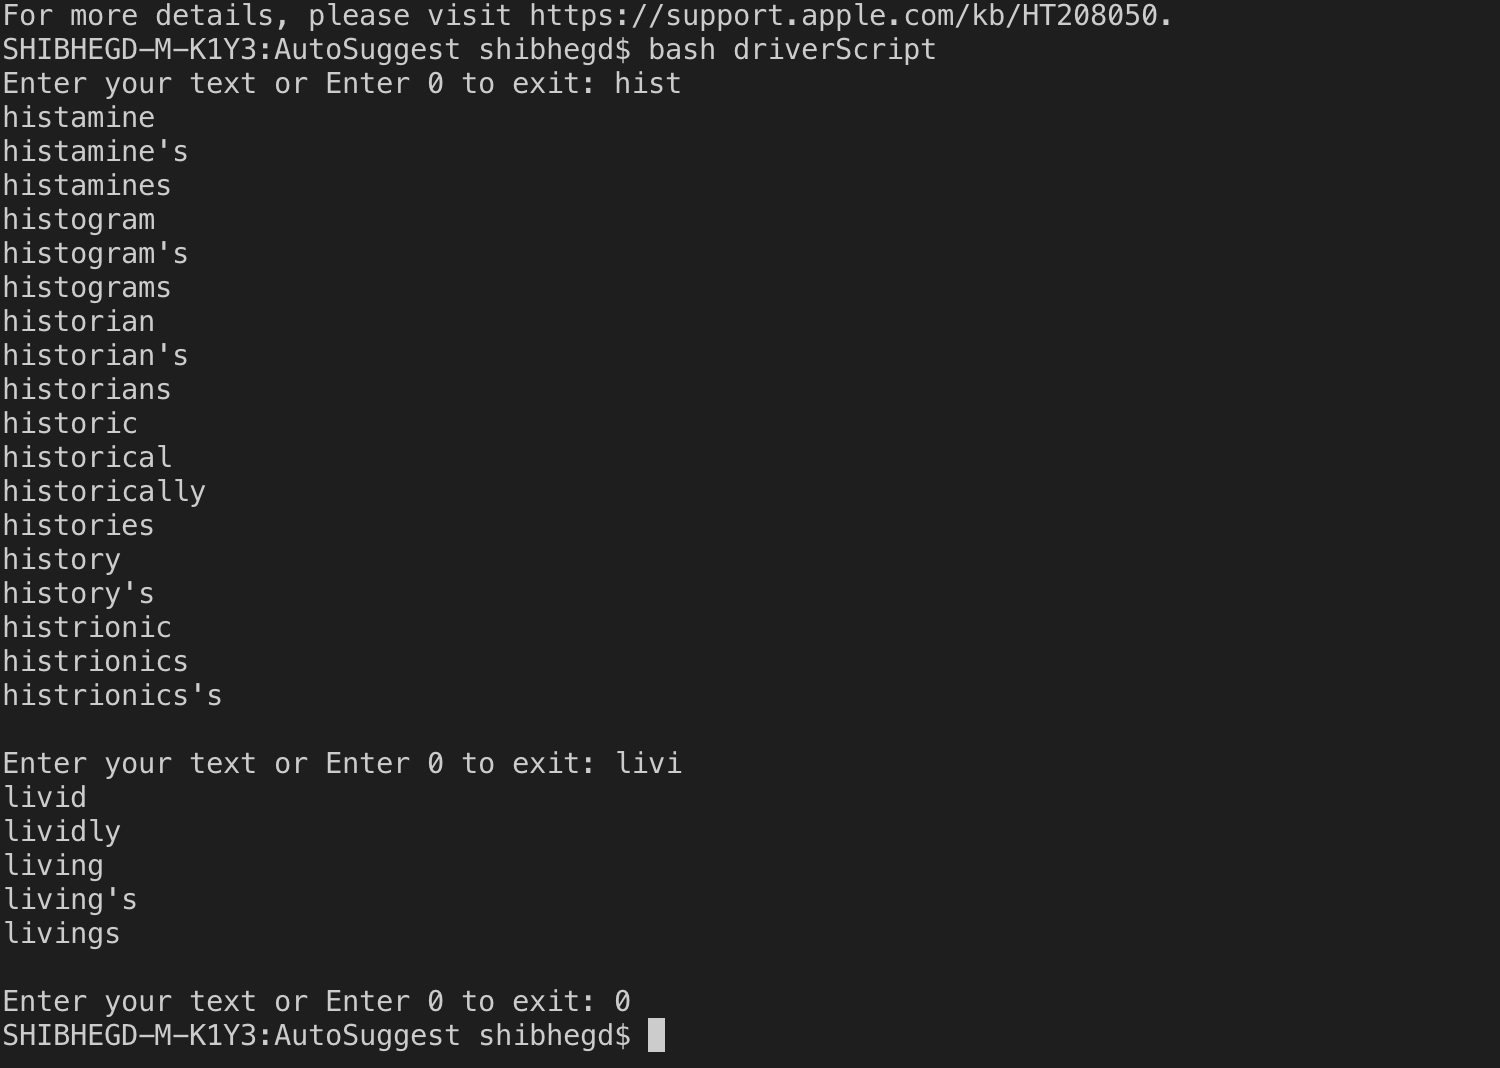 For more details, please visit https://support.apple.com/kb/HT208050.
SHIBHEGD-M-K1Y3:AutoSuggest shibhegd$ bash driverScript
Enter your text or Enter 0 to exit: hist
histamine
histamine's
histamines
histogram
histogram's
histograms
historian
historian's
historians
historic
historical
historically
histories
history
history's
histrionic
histrionics
histrionics's

Enter your text or Enter 0 to exit: livi
livid
lividly
living
living's
livings

Enter your text or Enter 0 to exit: 0
SHIBHEGD-M-K1Y3:AutoSuggest shibhegd$